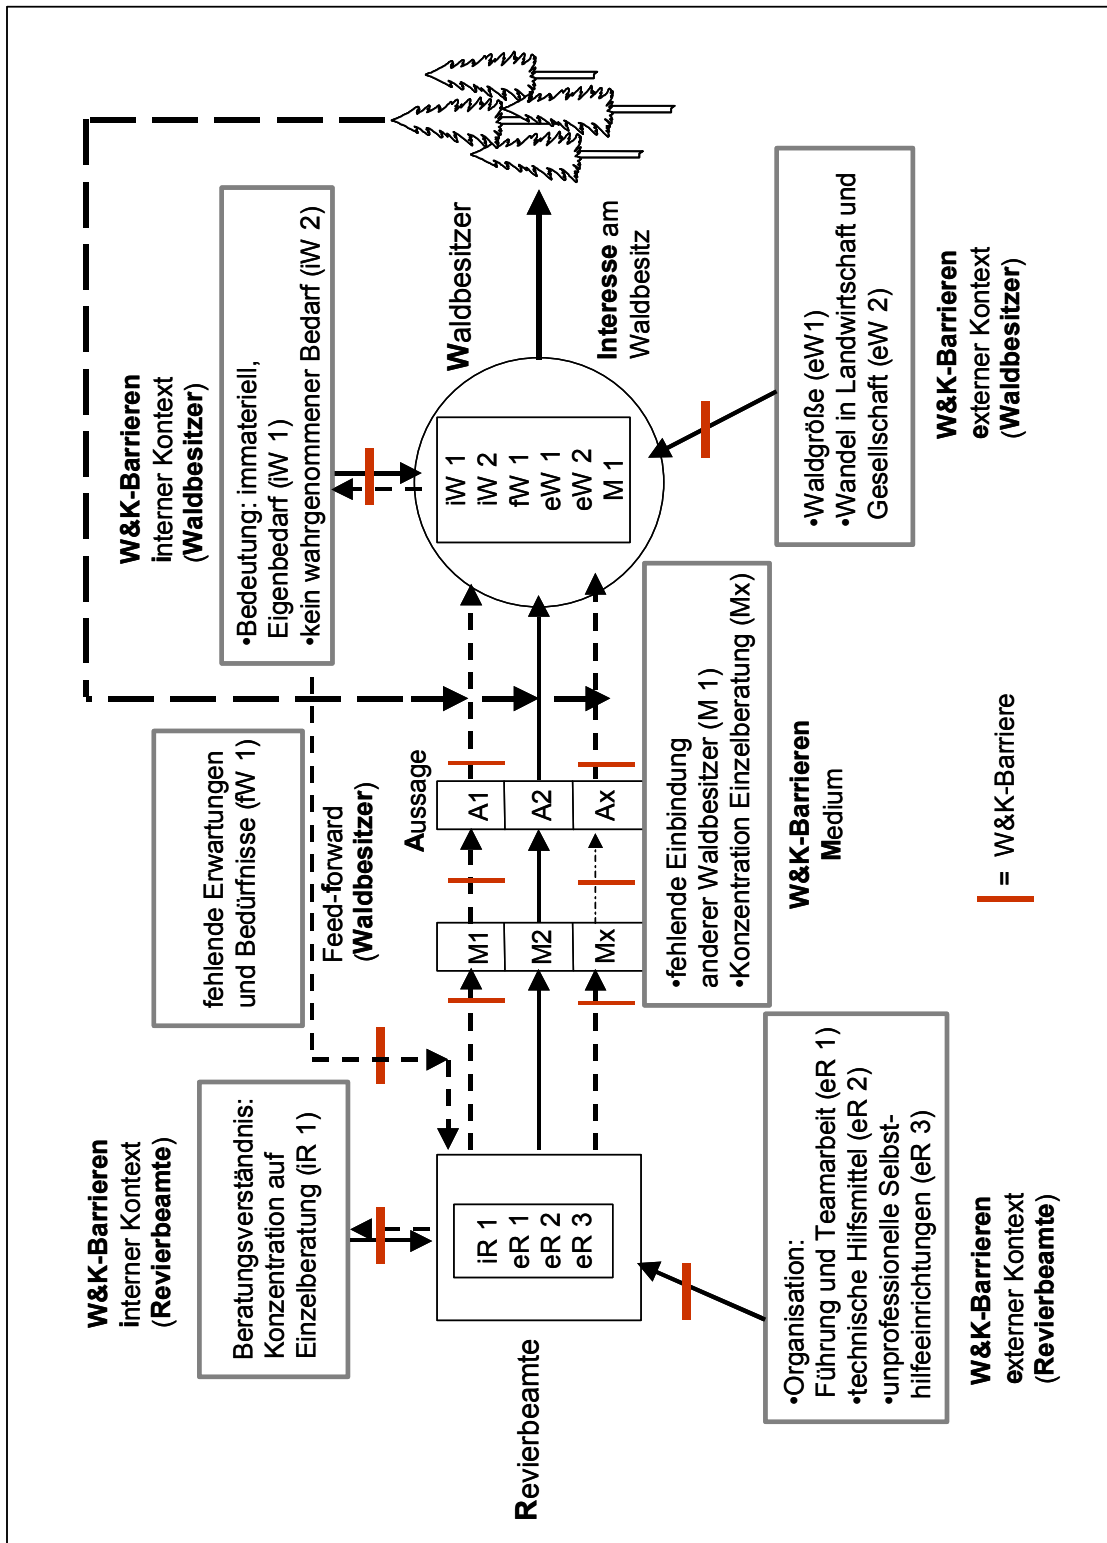 W&K-Barrieren
interner Kontext
(Revierbeamte)
Beratungsverständnis:
Konzentration auf
Einzelberatung (iR 1)
fehlende Erwartungen
und Bedürfnisse (fW 1)
Feed-forward
(Waldbesitzer)
W&K-Barrieren
interner Kontext
(Waldbesitzer)
•Bedeutung: immateriell,
Eigenbedarf (iW 1)
•kein wahrgenommener Bedarf (iW 2)
Revierbeamte
iR 1
eR 1
eR 2
eR 3
M1
M2
Mx
Aussage
A1
A2
Ax
Waldbesitzer
iW 1
iW 2
fW 1
eW 1
eW 2
M 1
Interesse am
Waldbesitz
•Organisation:
Führung und Teamarbeit (eR 1)
•technische Hilfsmittel (eR 2)
•unprofessionelle Selbst-
hilfeeinrichtungen (eR 3)
W&K-Barrieren
externer Kontext
(Revierbeamte)
•fehlende Einbindung
anderer Waldbesitzer (M 1)
•Konzentration Einzelberatung (Mx)
W&K-Barrieren
Medium
•Waldgröße (eW1)
•Wandel in Landwirtschaft und
Gesellschaft (eW 2)
W&K-Barrieren
externer Kontext
(Waldbesitzer)
= W&K-Barriere